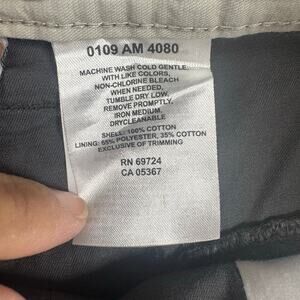 0109 AM 4080
MACHINE WASH COLD GENTLE,
WITH LIKE COLORS,
NON-CHLORINE BLEACH
WHEN NEEDED,
TUMBLE DRY LOW,
REMOVE PROMPTLY,
IRON MEDIUM,
DRYCLEANABLE
SHELL: 100% COTTON
LINING: 65% POLYESTER, 35% COTTON
EXCLUSIVE OF TRIMMING
RN 69724
CA 05367